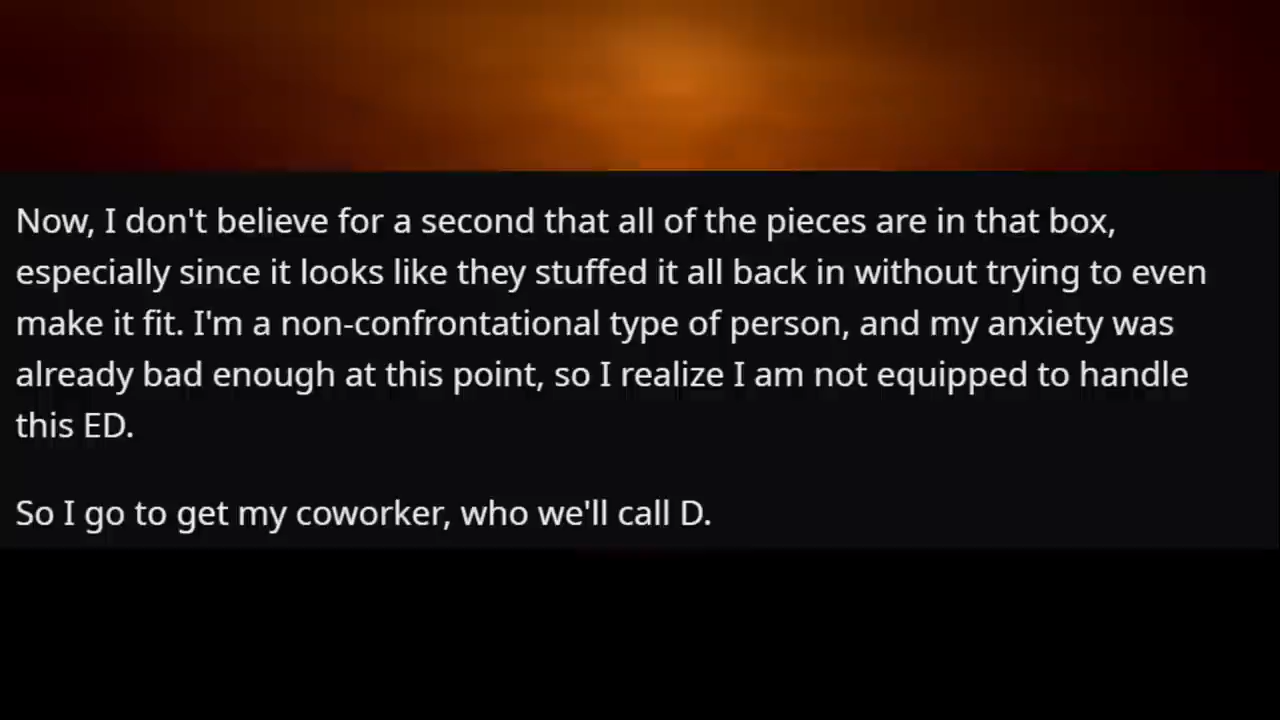 Now, I don't believe for a second that all of the pieces are in that box,
especially since it looks like they stuffed it all back in without trying to even
make it fit. I'm a non-confrontational type of person, and my anxiety was
already bad enough at this point, so I realize I am not equipped to handle
this ED.
So I go to get my coworker, who we'll call D.